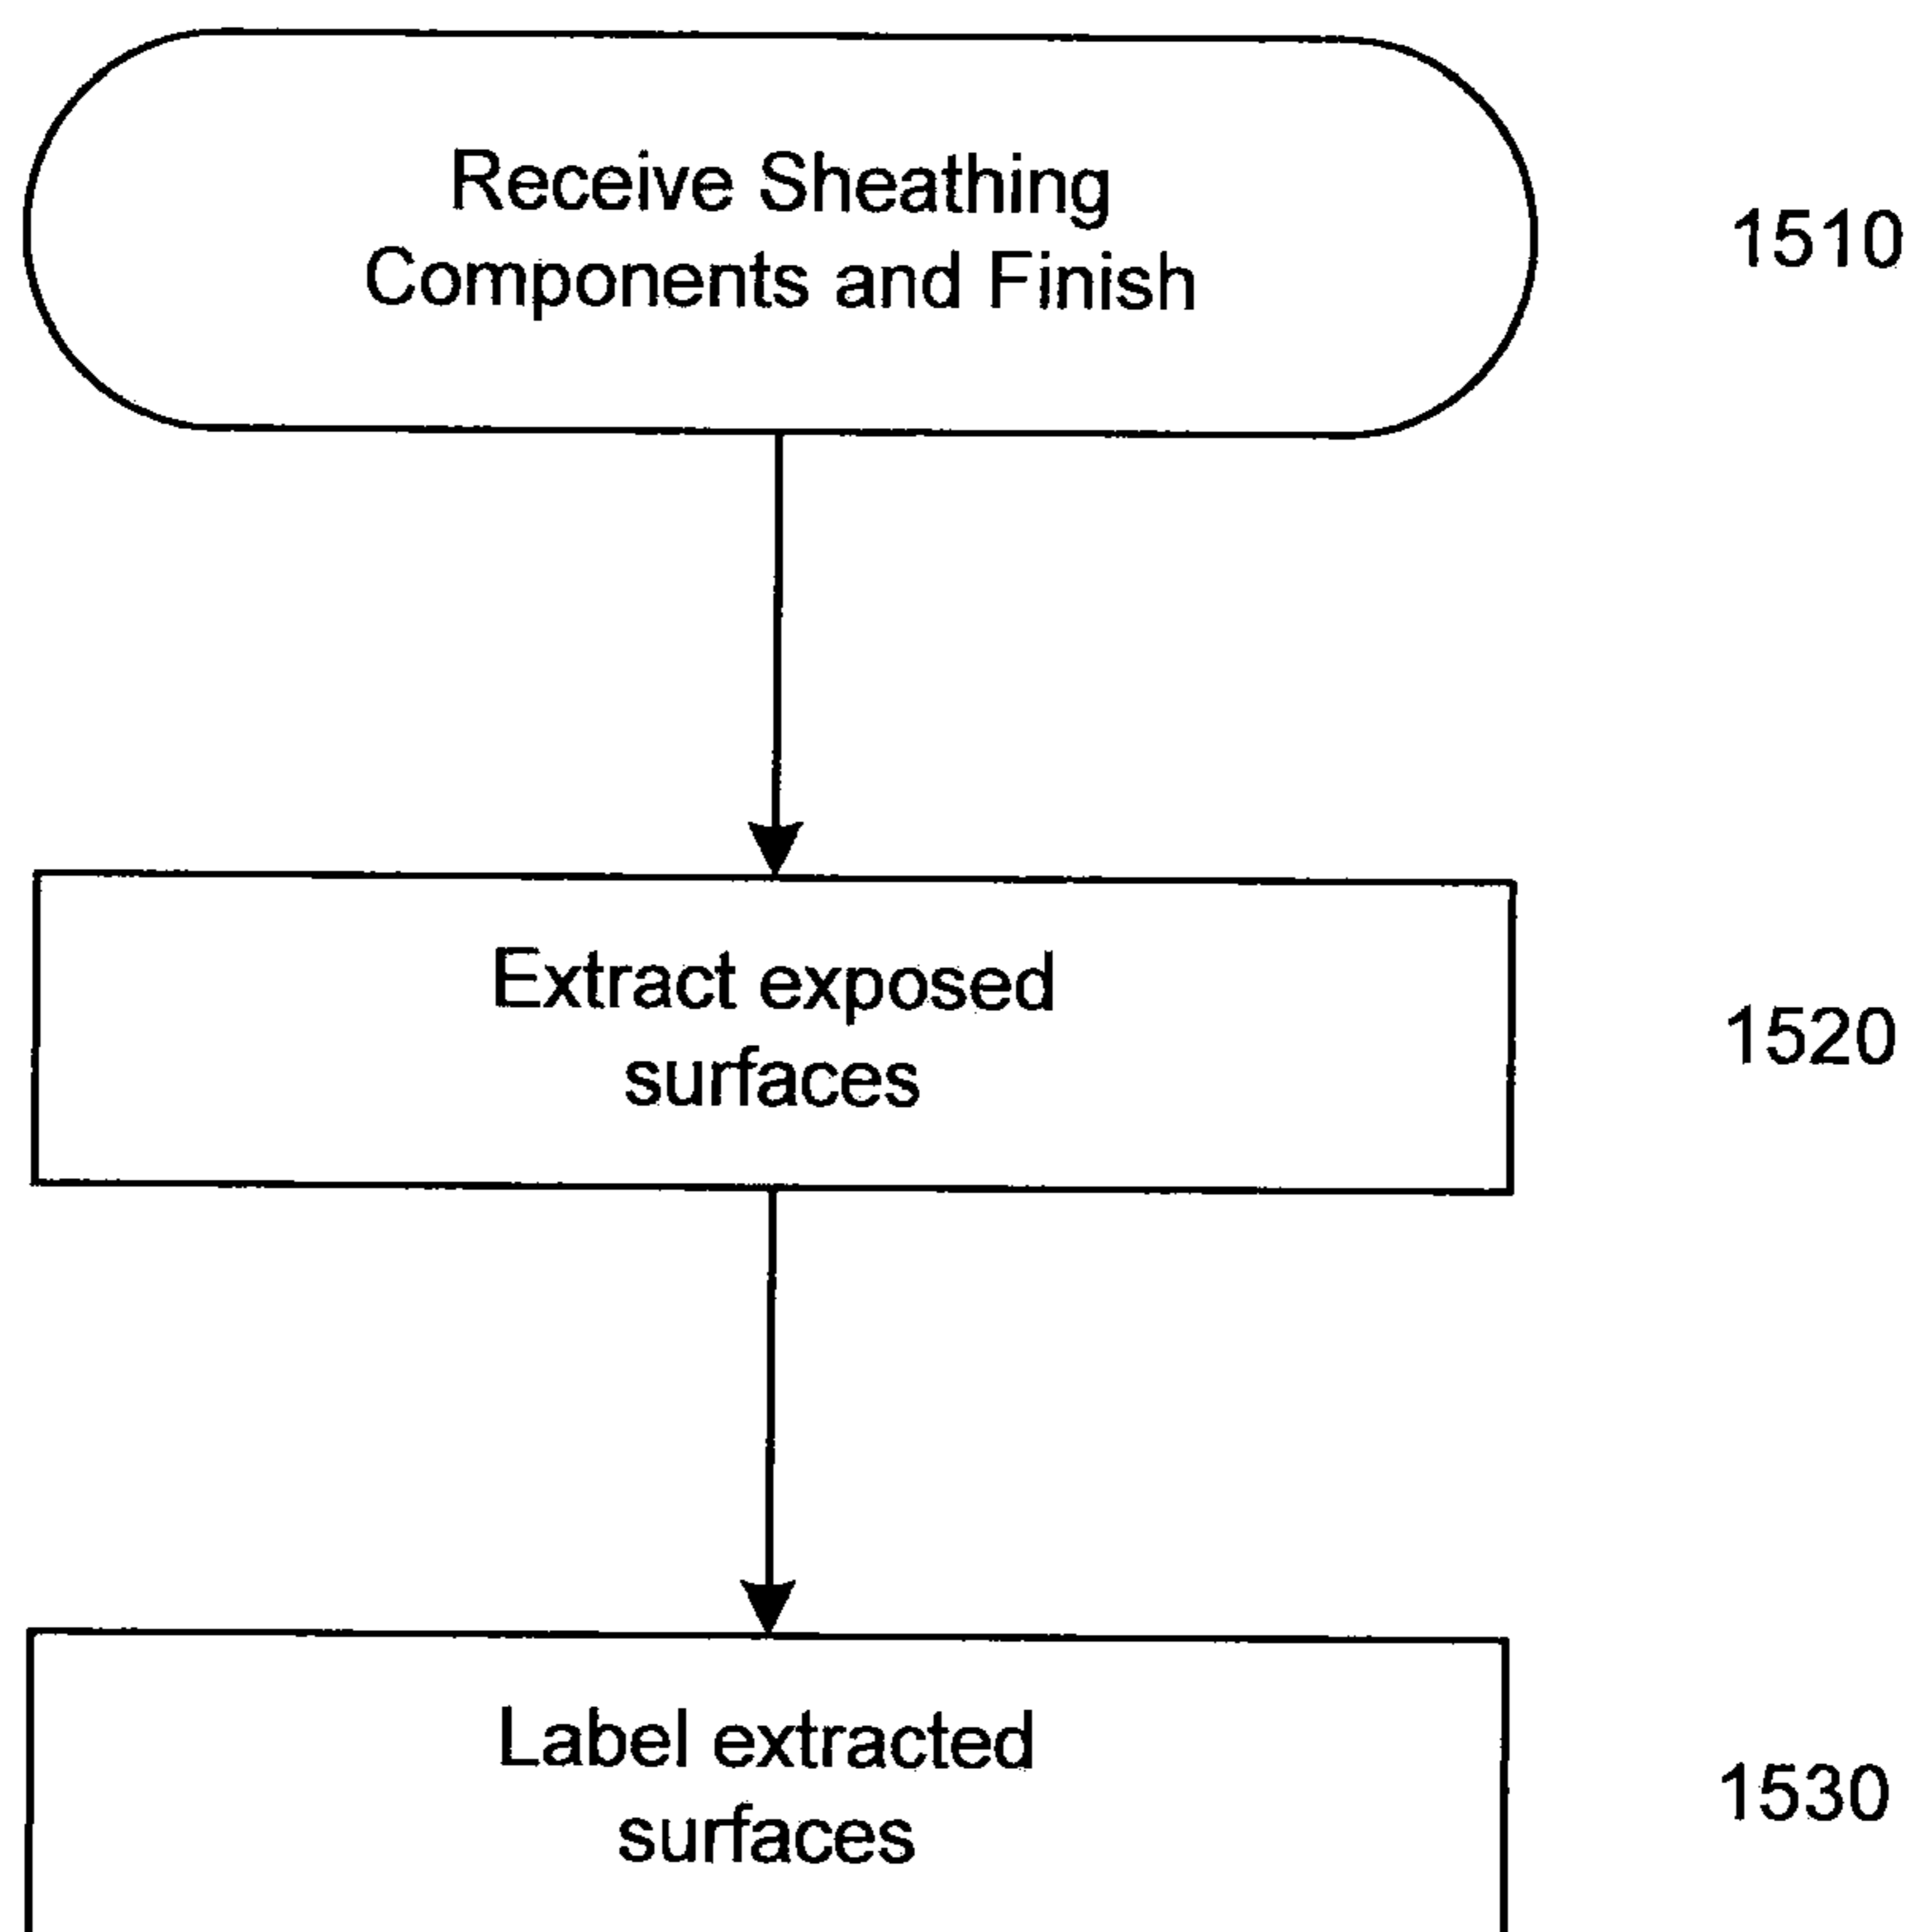 Receive Sheathing
Components and Finish
1510
Extract exposed
surfaces
1520
Label extracted
surfaces
1530